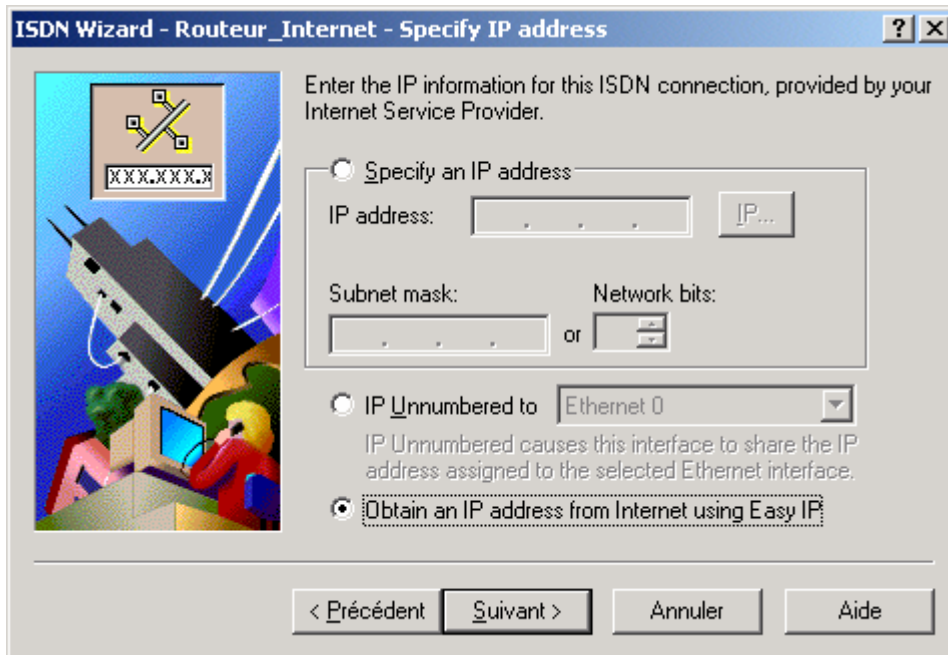 ISDN Wizard - Routeur_Internet - Specify IP address
Enter the IP information for this ISDN connection, provided by your
Internet Service Provider.
XXX.XXX.X
Specify an IP address
IP address:
IP...
Subnet mask:
Network bits:
or
IP Unnumbered to
Ethernet 0
IP Unnumbered causes this interface to share the IP
address assigned to the selected Ethernet interface.
Obtain an IP address from Internet using Easy IP
< Précédent
Suivant >
Annuler
Aide